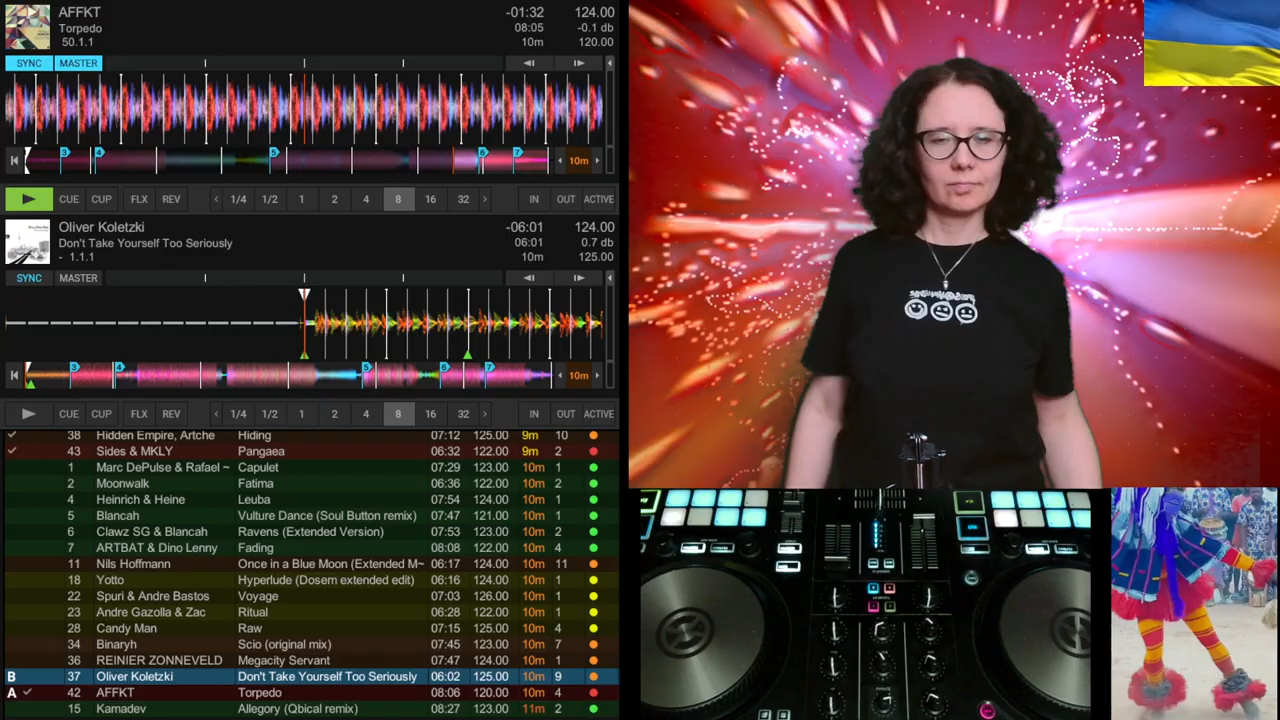 AFFKT -01:32 124.00
Torpedo 08:05 -0.1 db
50.1.1 10m 120.00
SYNC MASTER
3 4 5 6 7 10m
CUE CUP FLX REV 1/4 1/2 1 2 4 8 16 32 IN OUT ACTIVE
Oliver Koletzki -06:01 124.00
Don't Take Yourself Too Seriously 06:01 0.7 db
- 1.1.1 10m 125.00
SYNC MASTER
3 4 5 6 7 10m
CUE CUP FLX REV 1/4 1/2 1 2 4 8 16 32 IN OUT ACTIVE
38 Hidden Empire, Artche Hiding 07:12 125.00 9m 10
43 Sides & MKLY Pangaea 06:32 122.00 9m 2
1 Marc DePulse & Rafael ~ Capulet 07:29 123.00 10m 1
2 Moonwalk Fatima 06:36 122.00 10m 2
4 Heinrich & Heine Leuba 07:54 124.00 10m 1
5 Blancah Vulture Dance (Soul Button remix) 07:47 121.00 10m 1
6 Clawz SG & Blancah Ravens (Extended Version) 07:53 123.00 10m 2
7 ARTBAT & Dino Lenny Fading 08:08 122.00 10m 4
11 Nils Hoffmann Once in a Blue Moon (Extended M~ 06:17 123.00 10m 11
18 Yotto Hyperlude (Dosem extended edit) 06:16 124.00 10m 1
22 Spuri & Andre Bastos Voyage 07:03 126.00 10m 1
23 Andre Gazolla & Zac Ritual 06:28 122.00 10m 1
28 Candy Man Raw 07:15 125.00 10m 4
34 Binaryh Scio (original mix) 07:45 123.00 10m 7
36 REINIER ZONNEVELD Megacity Servant 07:47 124.00 10m 1
B 37 Oliver Koletzki Don't Take Yourself Too Seriously 06:02 125.00 10m 9
A 42 AFFKT Torpedo 08:06 120.00 10m 4
15 Kamadev Allegory (Qbical remix) 08:27 123.00 11m 2